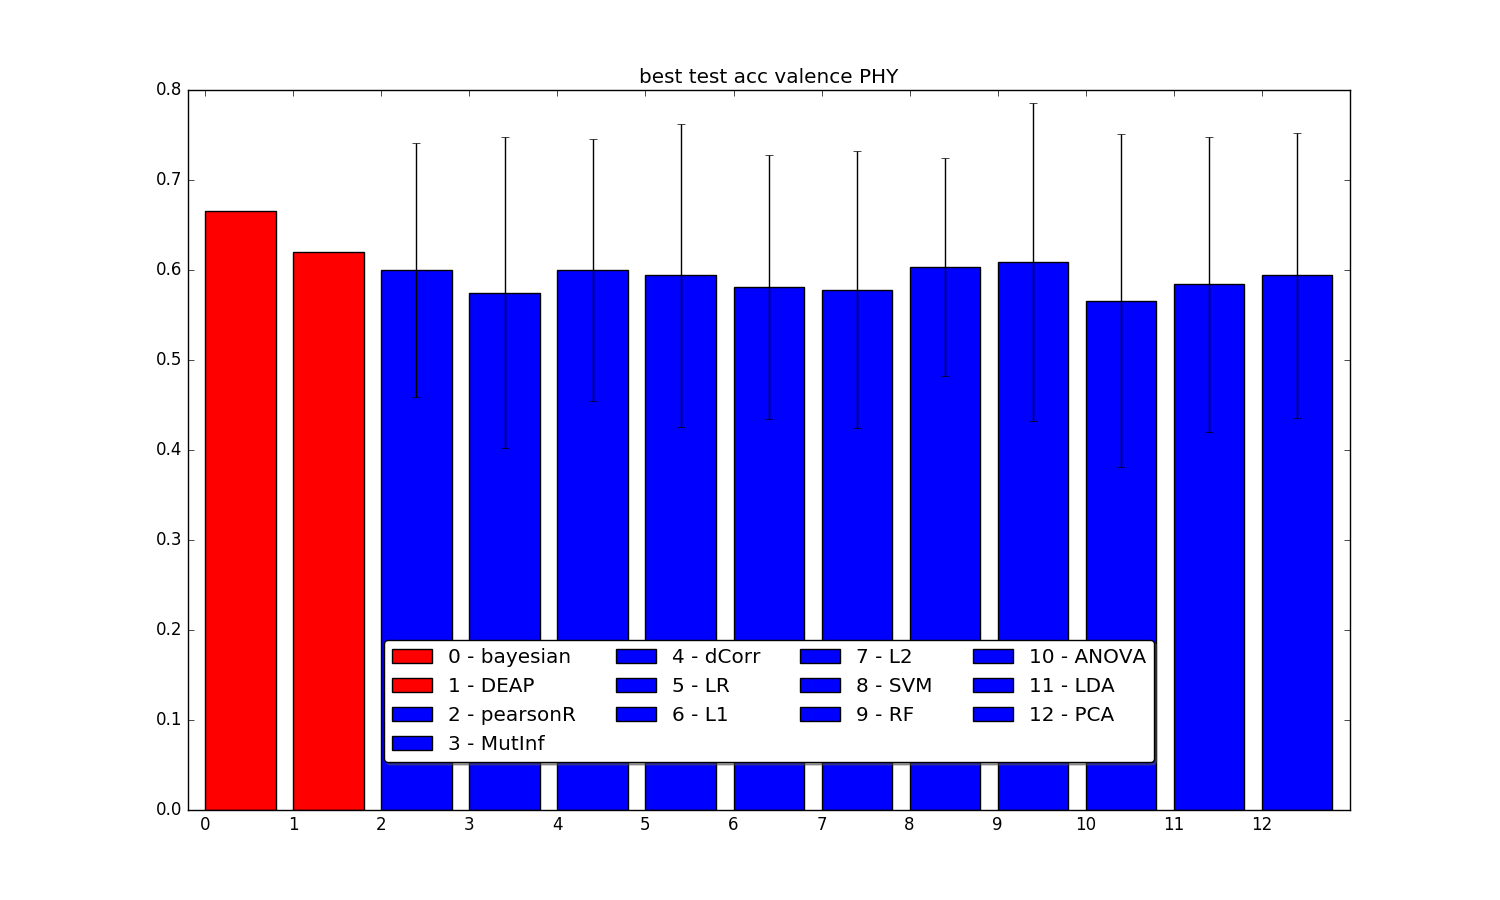 best test acc valence PHY
0.8
0.7
0.6
0.5
0.4
0.3
0.2
0.1
0.0
0 - bayesian
1 - DEAP
2 - pearsonR
3 - MutInf
4 - dCorr
5 - LR
6 - L1
7 - L2
8 - SVM
9 - RF
10 - ANOVA
11 - LDA
12 - PCA
0 1 2 3 4 5 6 7 8 9 10 11 12